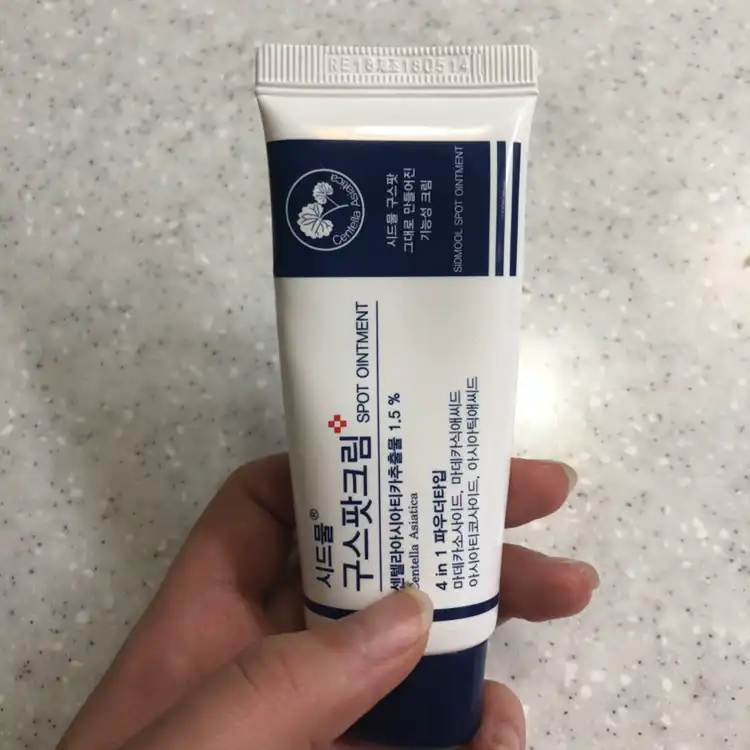 Centella Asiatica
시드물 구스팟
그대로 만들어진
기능성 크림
SIDMOOL SPOT OINTMENT
시드물®
구스팟크림 SPOT OINTMENT
센텔라아시아티카추출물 1.5 %
Centella Asiatica
4 in 1 파우더타입
마데카소사이드, 마데카식애씨드
아시아티코사이드, 아시아틱애씨드